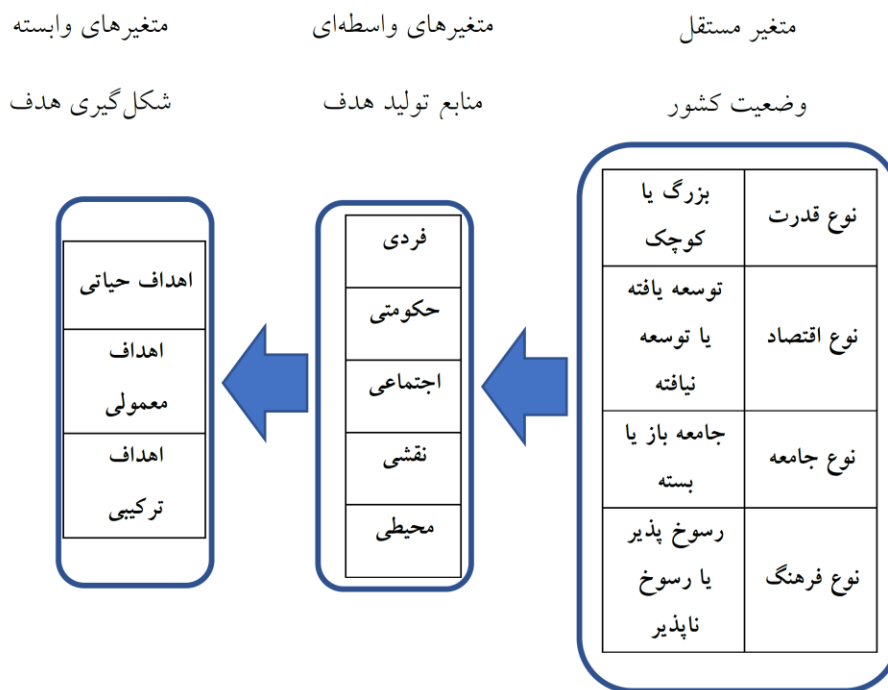 متغیر مستقل
وضعیت کشور
نوع قدرت
بزرگ یا
کوچک
نوع اقتصاد
توسعه یافته
یا توسعه
نیافته
نوع جامعه
جامعه باز یا
بسته
نوع فرهنگ
رسوخ پذیر
یا رسوخ
ناپذیر
متغیرهای واسطه‌ای
منابع تولید هدف
فردی
حکومتی
اجتماعی
نقشی
محیطی
متغیرهای وابسته
شکل‌گیری هدف
اهداف حیاتی
اهداف
معمولی
اهداف
ترکیبی